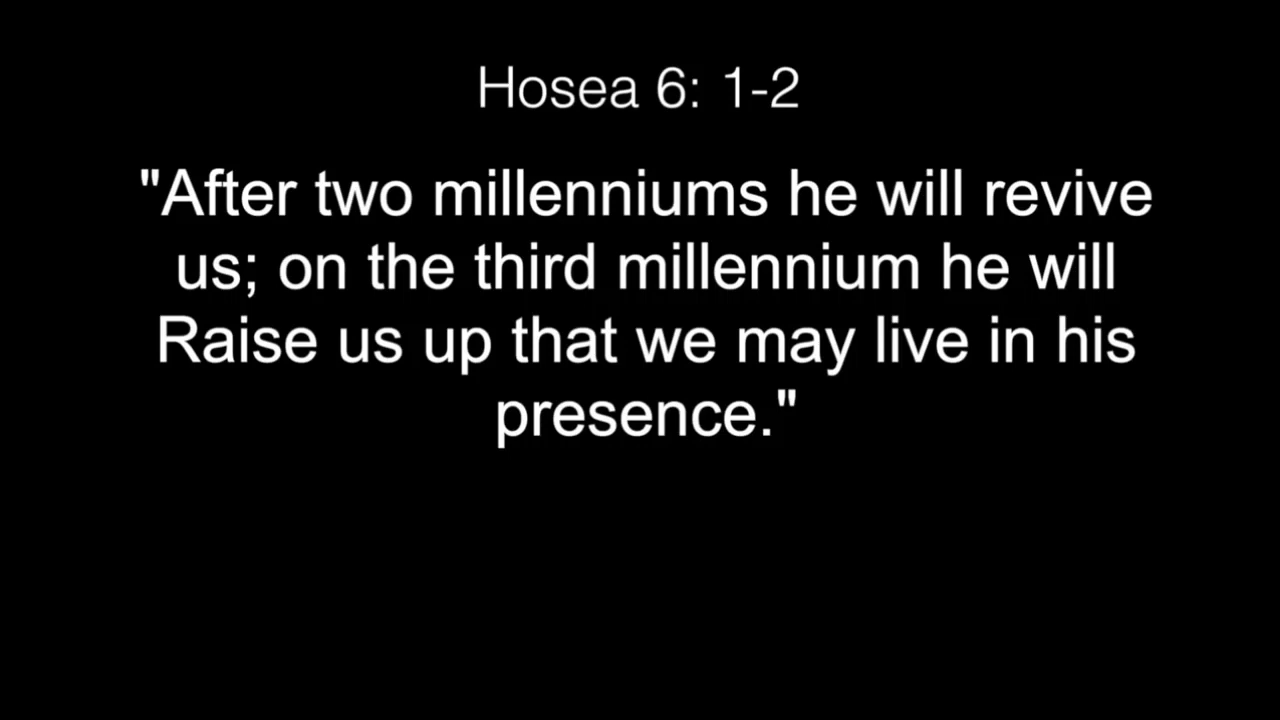 Hosea 6: 1-2
"After two millenniums he will revive
us; on the third millennium he will
Raise us up that we may live in his
presence."